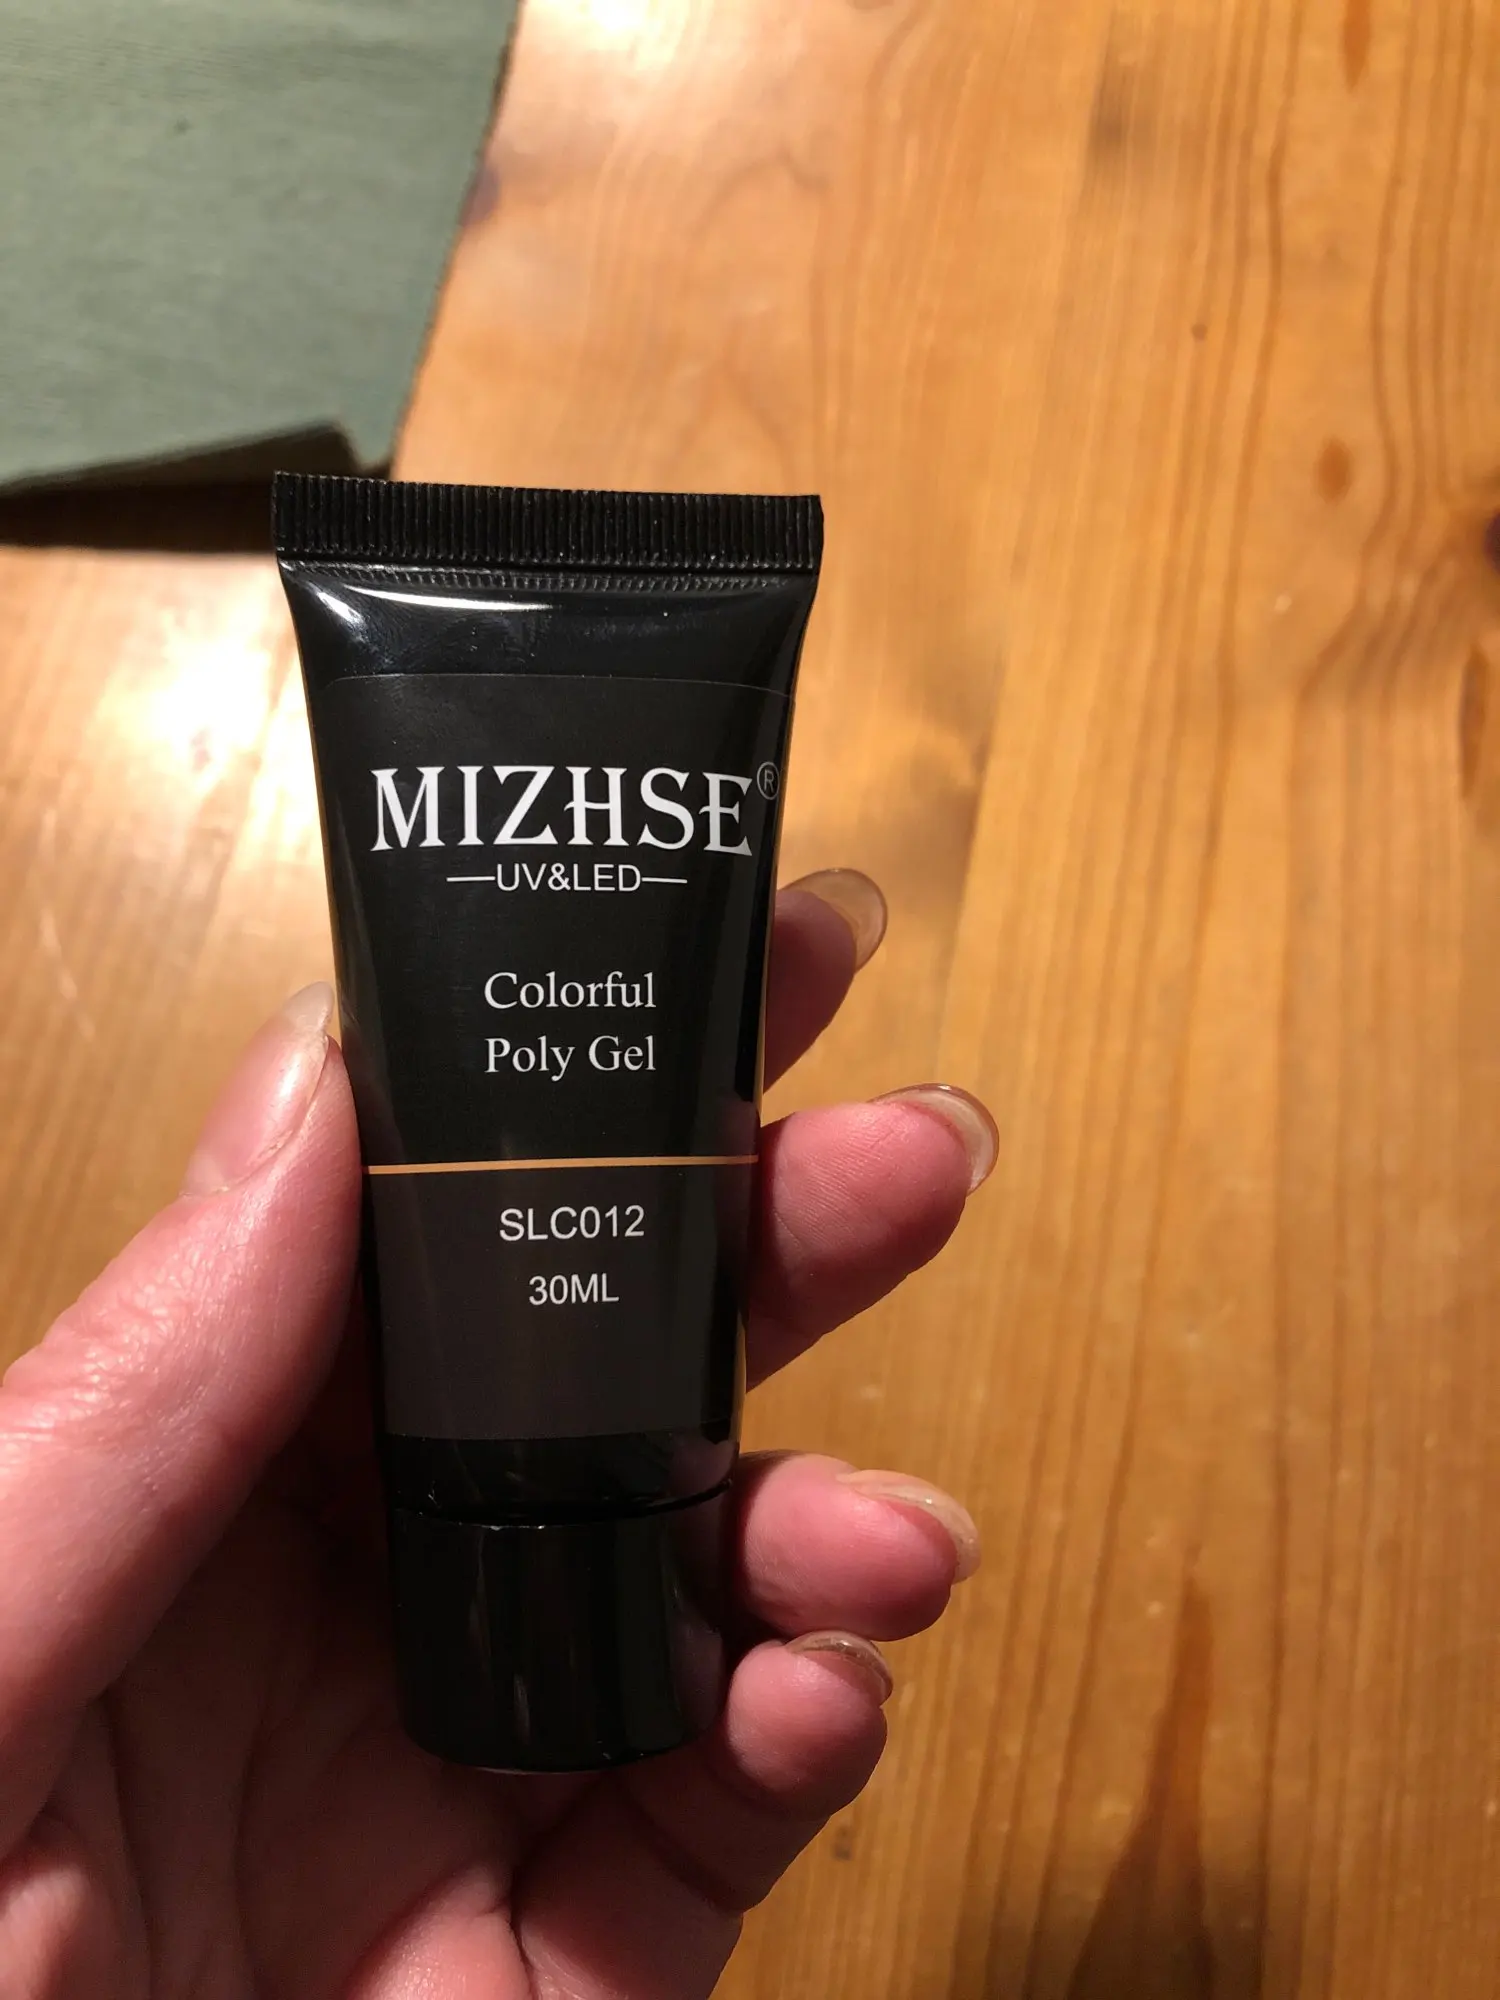 MIZHSE®
—UV&LED—
Colorful
Poly Gel
SLC012
30ML